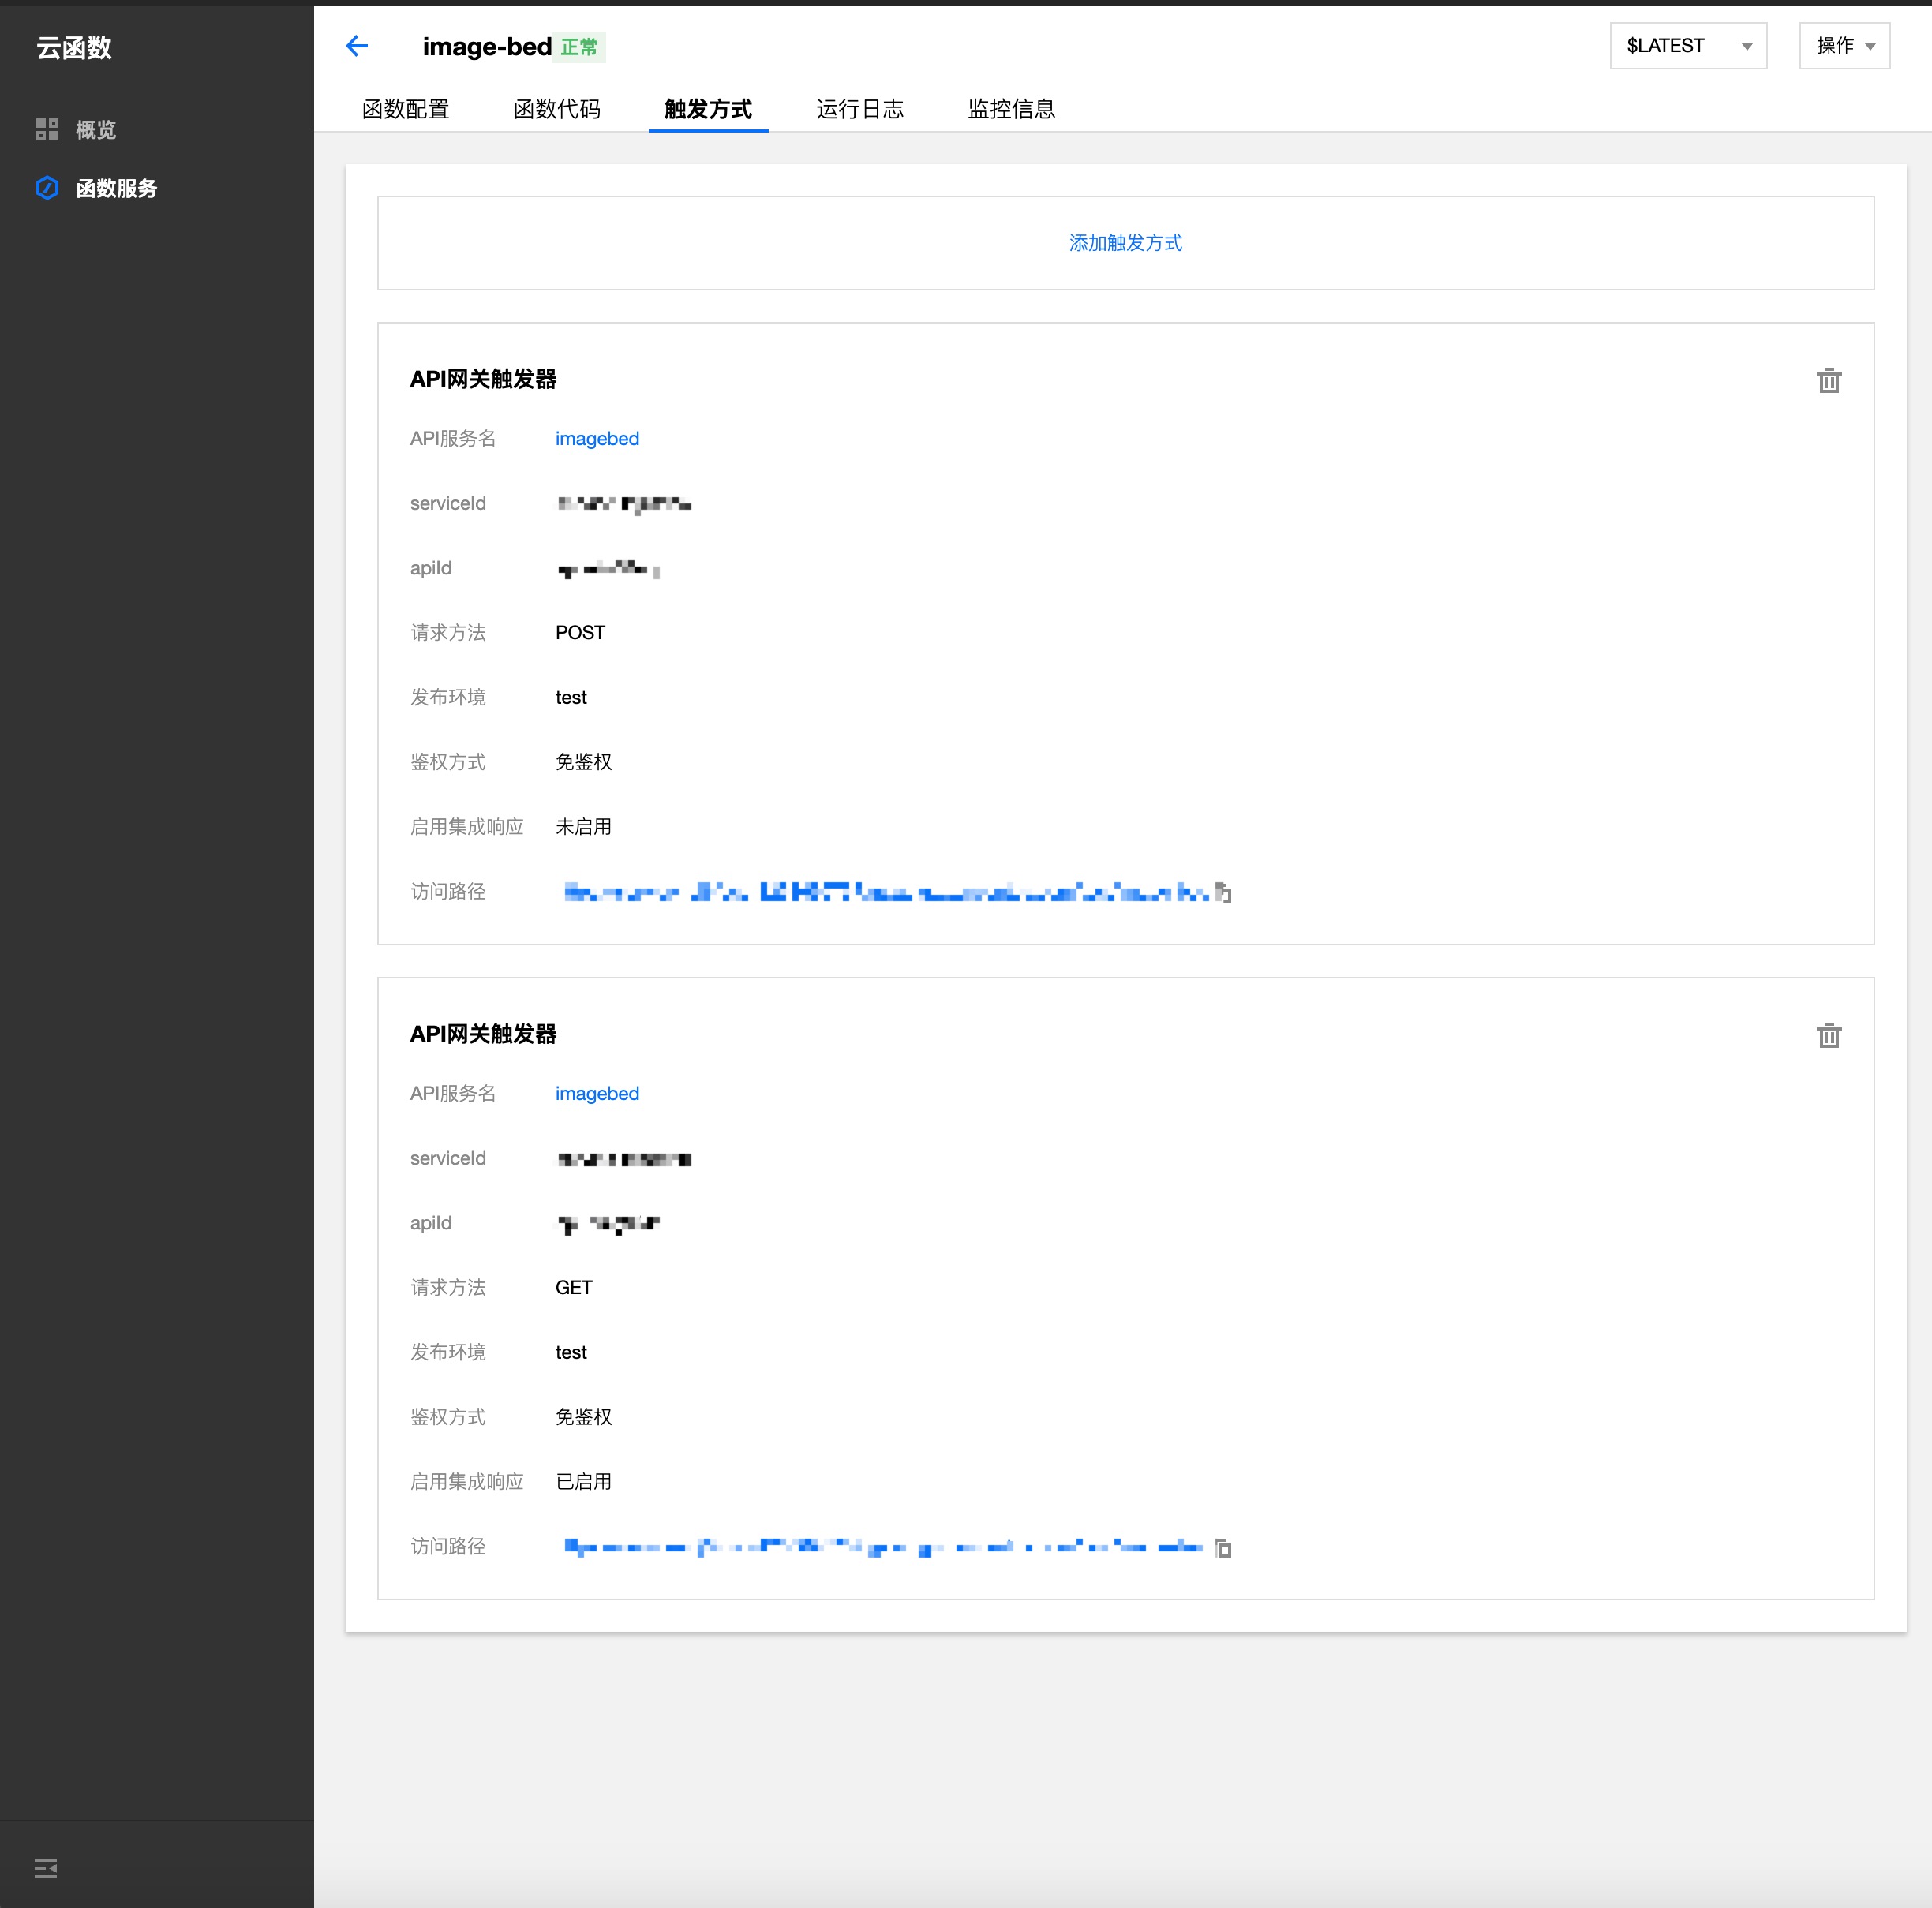 云函数
概览
函数服务
image-bed 正常
$LATEST
操作
函数配置 函数代码 触发方式 运行日志 监控信息
添加触发方式
API网关触发器
API服务名 imagebed
serviceId
apiId
请求方法 POST
发布环境 test
鉴权方式 免鉴权
启用集成响应 未启用
访问路径
API网关触发器
API服务名 imagebed
serviceId
apiId
请求方法 GET
发布环境 test
鉴权方式 免鉴权
启用集成响应 已启用
访问路径